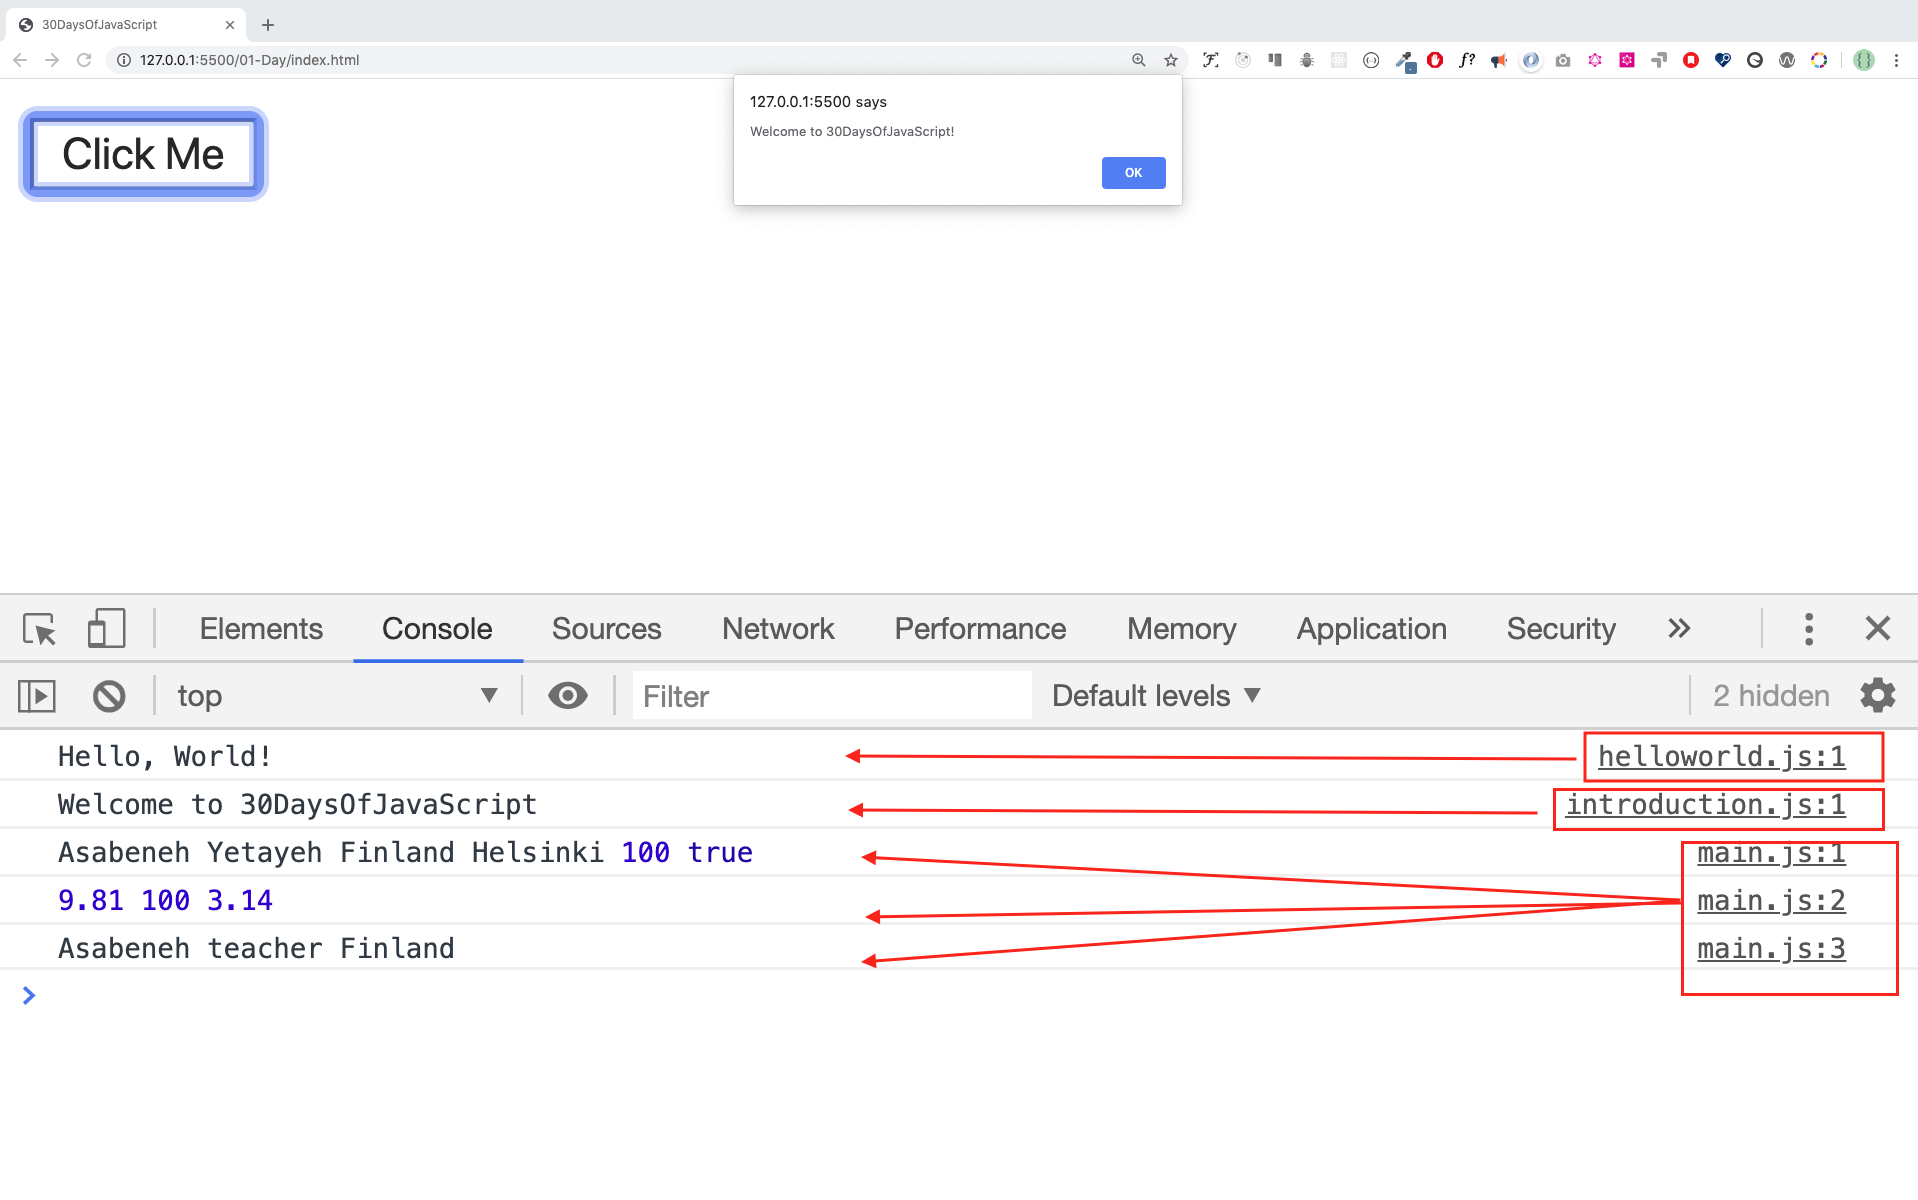 30DaysOfJavaScript
127.0.0.1:5500/01-Day/index.html
127.0.0.1:5500 says
Welcome to 30DaysOfJavaScript!
OK
Click Me
Elements Console Sources Network Performance Memory Application Security
top Filter Default levels 2 hidden
Hello, World! helloworld.js:1
Welcome to 30DaysOfJavaScript introduction.js:1
Asabeneh Yetayeh Finland Helsinki 100 true main.js:1
9.81 100 3.14 main.js:2
Asabeneh teacher Finland main.js:3